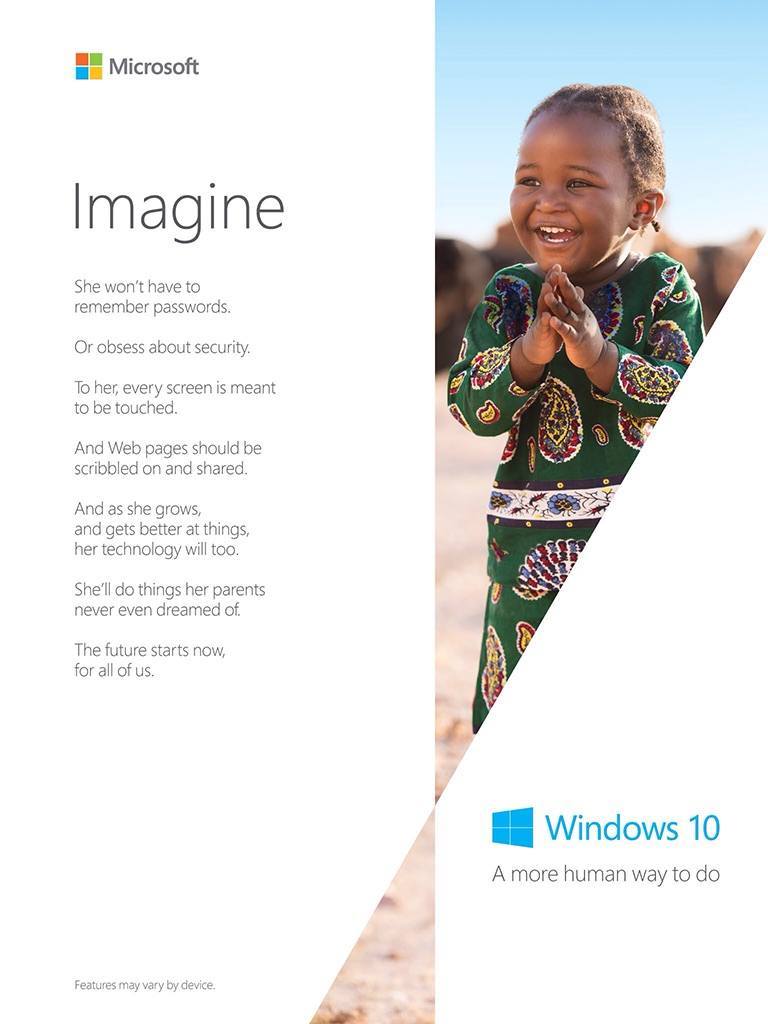 Microsoft
Imagine
She won't have to
remember passwords.
Or obsess about security.
To her, every screen is meant
to be touched.
And Web pages should be
scribbled on and shared.
And as she grows,
and gets better at things,
her technology will too.
She'll do things her parents
never even dreamed of.
The future starts now,
for all of us.
Windows 10
A more human way to do
Features may vary by device.